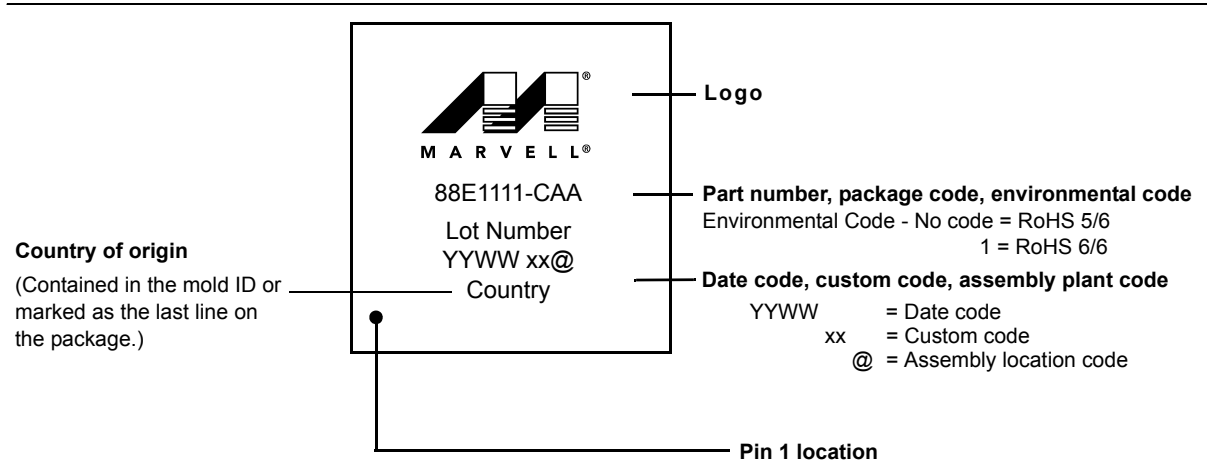 ®
MARVELL®
88E1111-CAA
Lot Number
YYWW xx@
Country
Logo
Part number, package code, environmental code
Environmental Code - No code = RoHS 5/6
1 = RoHS 6/6
Date code, custom code, assembly plant code
YYWW = Date code
xx = Custom code
@ = Assembly location code
Country of origin
(Contained in the mold ID or
marked as the last line on
the package.)
Pin 1 location